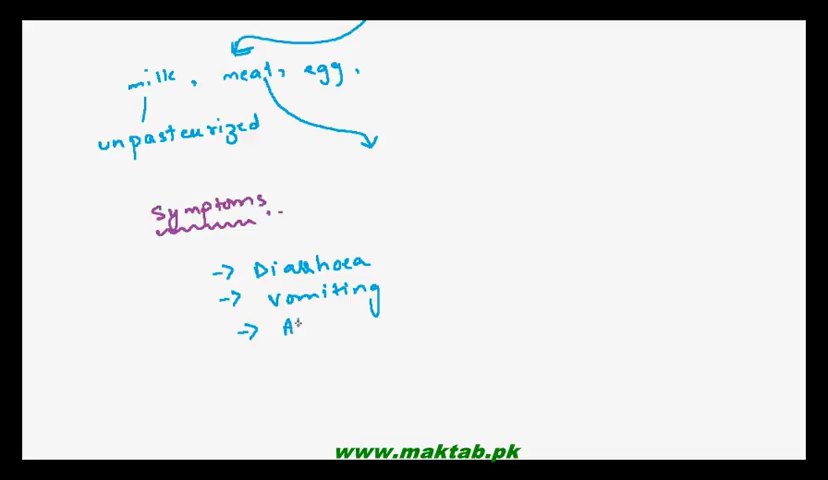 milk, meat, egg.
unpasteurized
Symptoms..
-> Diarrhoea
-> Vomiting
-> A
www.maktab.pk